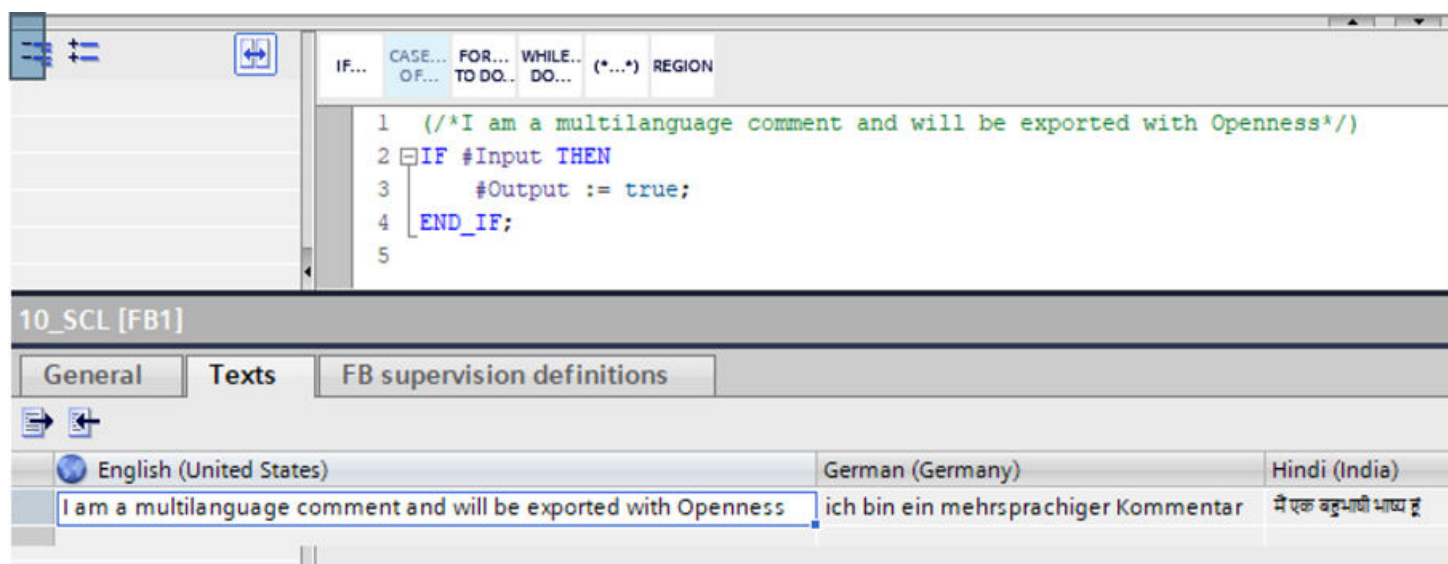 IF...
CASE...
OF...
FOR...
TO DO..
WHILE..
DO...
(*...*)
REGION
1 (/*I am a multilanguage comment and will be exported with Openness*/)
2 IF #Input THEN
3 #Output := true;
4 END_IF;
5
10_SCL [FB1]
General Texts FB supervision definitions
English (United States) German (Germany) Hindi (India)
I am a multilanguage comment and will be exported with Openness ich bin ein mehrsprachiger Kommentar मैं एक बहुभाषी भाष्य हूं